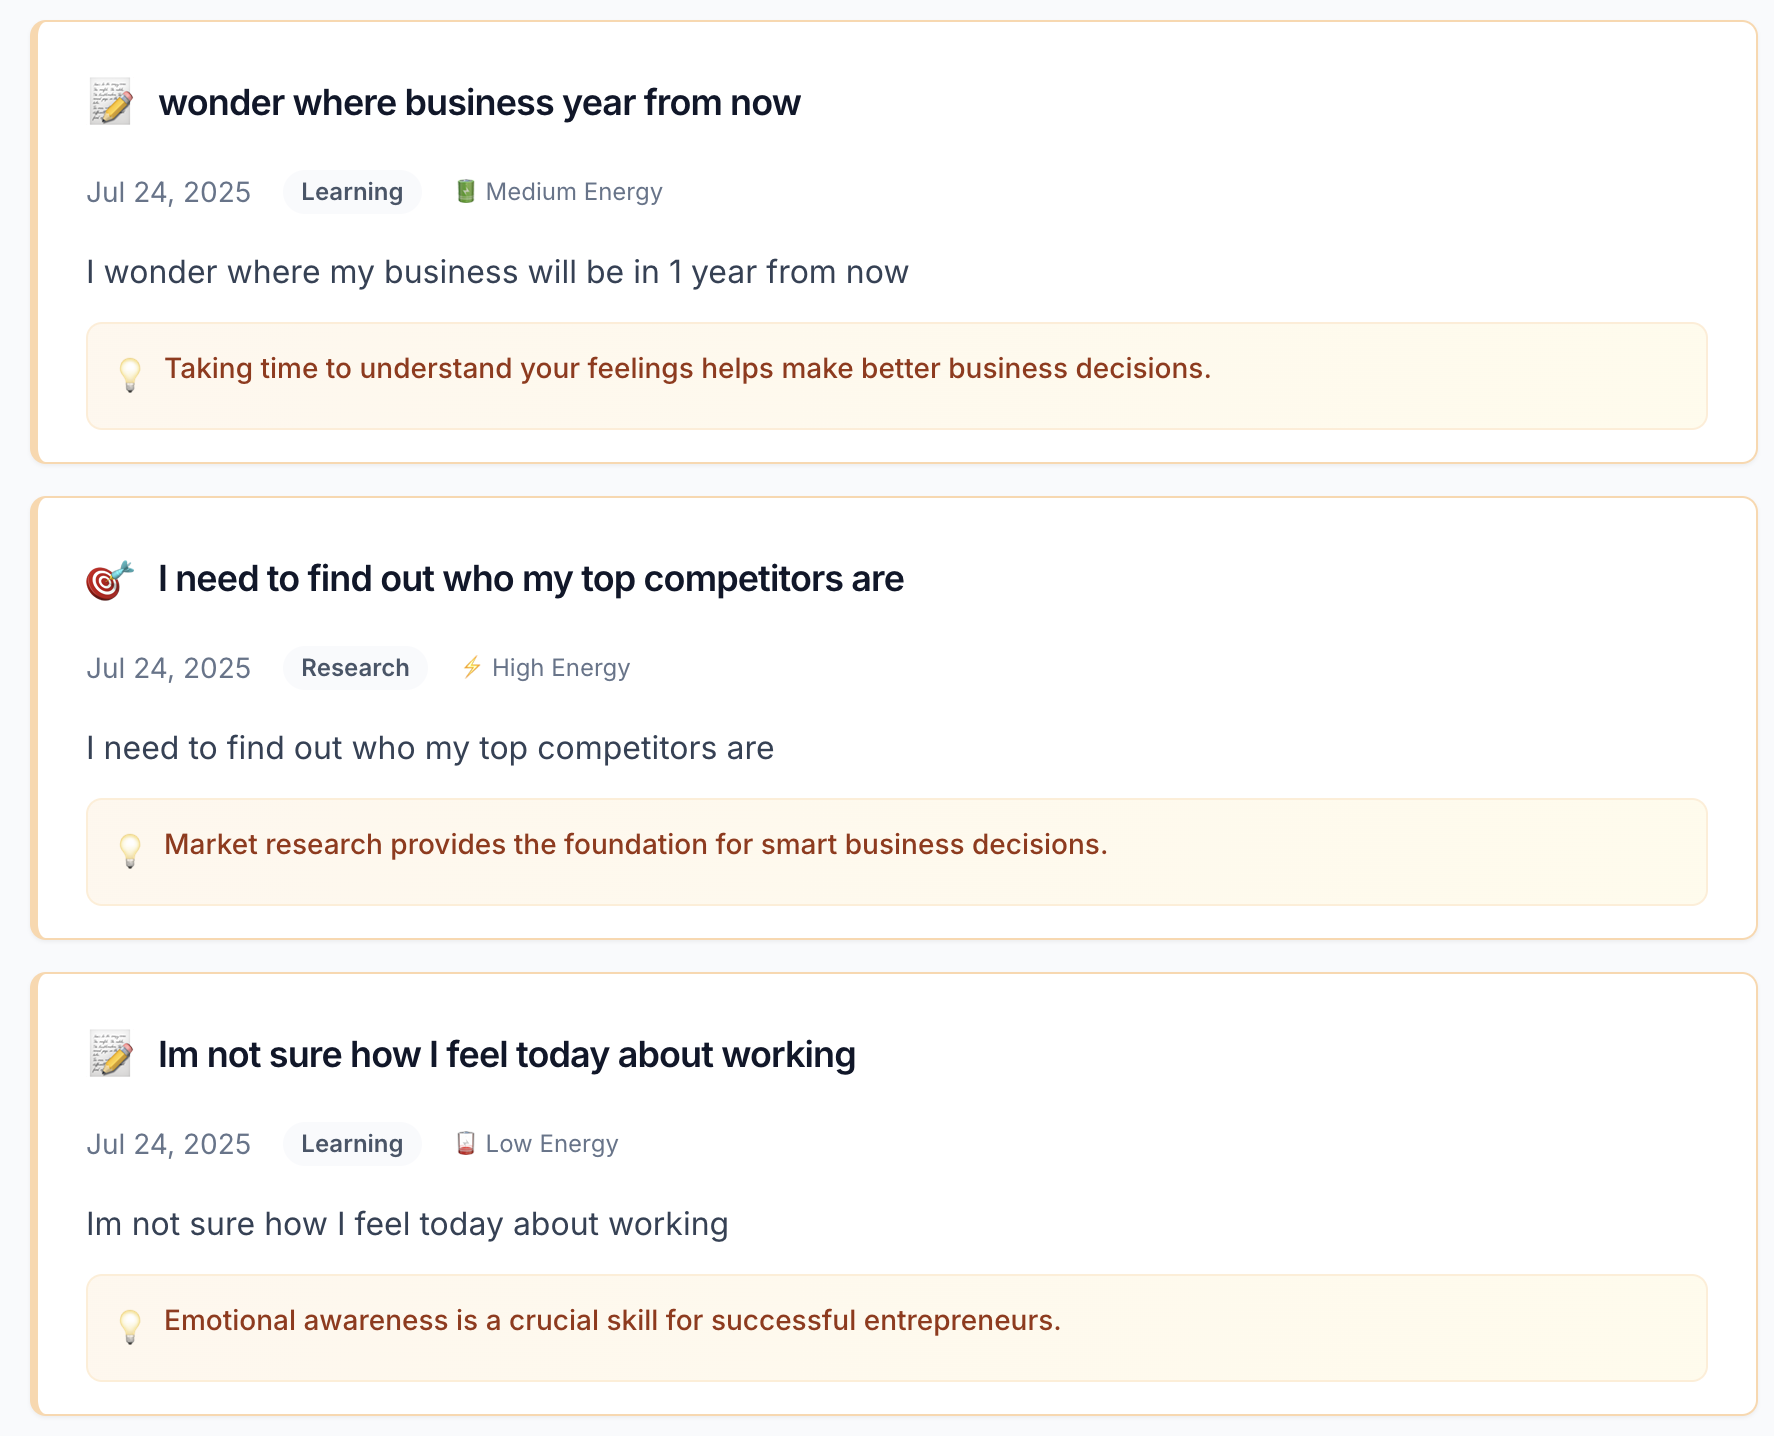 wonder where business year from now
Jul 24, 2025 Learning Medium Energy
I wonder where my business will be in 1 year from now
Taking time to understand your feelings helps make better business decisions.
I need to find out who my top competitors are
Jul 24, 2025 Research High Energy
I need to find out who my top competitors are
Market research provides the foundation for smart business decisions.
Im not sure how I feel today about working
Jul 24, 2025 Learning Low Energy
Im not sure how I feel today about working
Emotional awareness is a crucial skill for successful entrepreneurs.